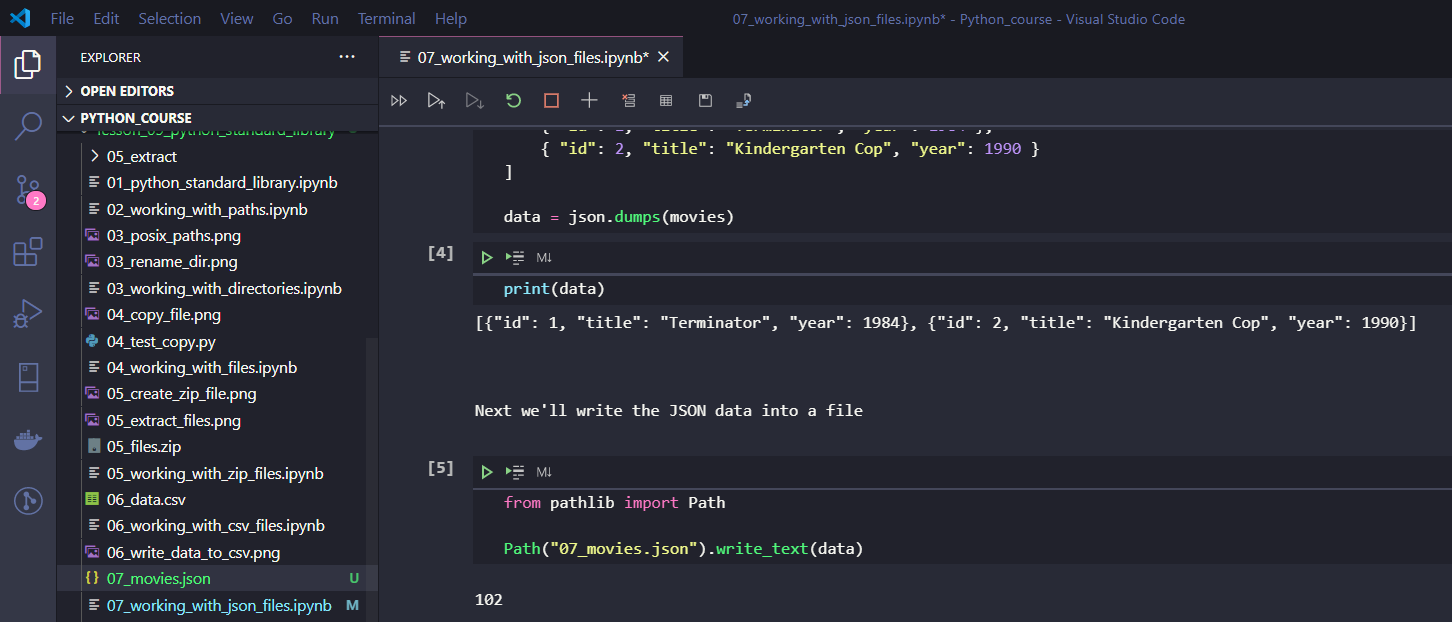 File Edit Selection View Go Run Terminal Help
07_working_with_json_files.ipynb* - Python_course - Visual Studio Code
EXPLORER
OPEN EDITORS
PYTHON_COURSE
lesson_05_python_standard_library
05_extract
01_python_standard_library.ipynb
02_working_with_paths.ipynb
03_posix_paths.png
03_rename_dir.png
03_working_with_directories.ipynb
04_copy_file.png
04_test_copy.py
04_working_with_files.ipynb
05_create_zip_file.png
05_extract_files.png
05_files.zip
05_working_with_zip_files.ipynb
06_data.csv
06_working_with_csv_files.ipynb
06_write_data_to_csv.png
{} 07_movies.json U
07_working_with_json_files.ipynb M
2
07_working_with_json_files.ipynb*
{ "id": 2, "title": "Kindergarten Cop", "year": 1990 }
]
data = json.dumps(movies)
[4]
M↓
print(data)
[{"id": 1, "title": "Terminator", "year": 1984}, {"id": 2, "title": "Kindergarten Cop", "year": 1990}]
Next we'll write the JSON data into a file
[5]
M↓
from pathlib import Path
Path("07_movies.json").write_text(data)
102